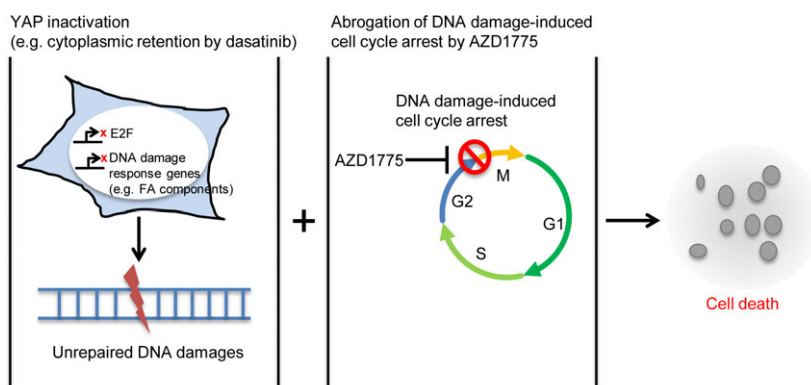 YAP inactivation
(e.g. cytoplasmic retention by dasatinib)
x E2F
x DNA damage
response genes
(e.g. FA components)
Unrepaired DNA damages
+
Abrogation of DNA damage-induced
cell cycle arrest by AZD1775
DNA damage-induced
cell cycle arrest
AZD1775
M
G2
G1
S
Cell death